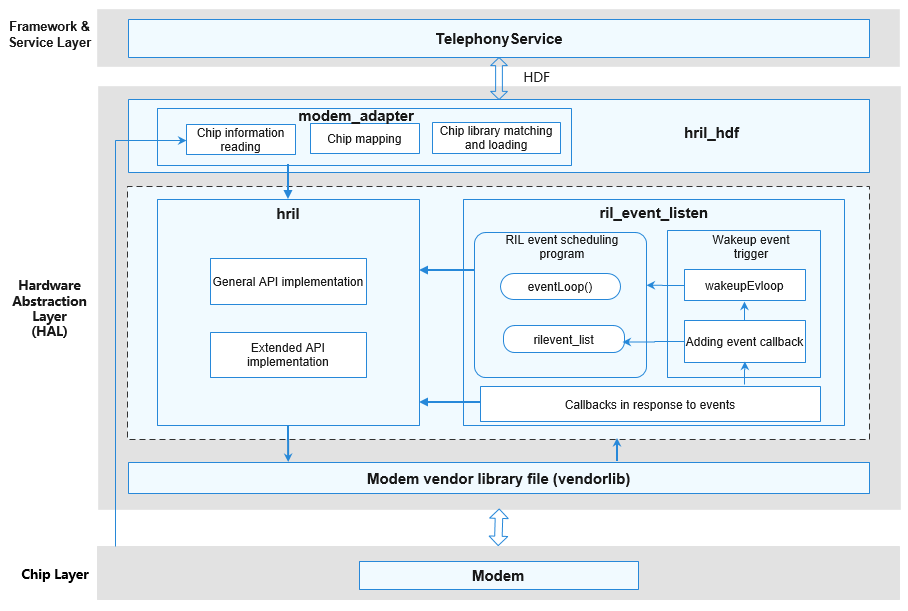 Framework &
Service Layer
TelephonyService
HDF
modem_adapter
Chip information
reading
Chip mapping
Chip library matching
and loading
hril_hdf
Hardware
Abstraction
Layer
(HAL)
hril
General API implementation
Extended API
implementation
ril_event_listen
RIL event scheduling
program
eventLoop()
rilevent_list
Wakeup event
trigger
wakeupEvloop
Adding event callback
Callbacks in response to events
Modem vendor library file (vendorlib)
Chip Layer
Modem